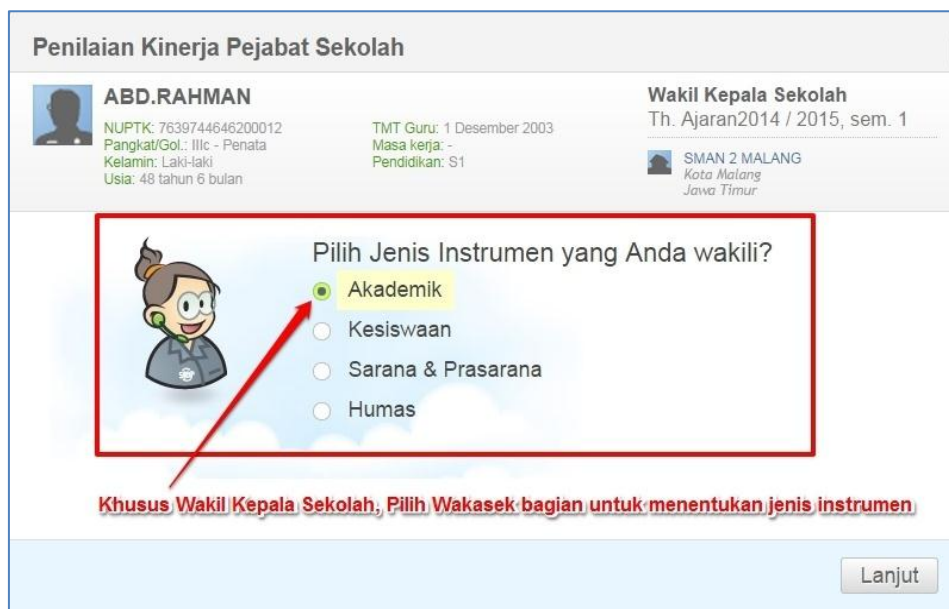 Penilaian Kinerja Pejabat Sekolah
ABD.RAHMAN
NUPTK: 7639744646200012
Pangkat/Gol.: IIIc - Penata
Kelamin: Laki-laki
Usia: 48 tahun 6 bulan
TMT Guru: 1 Desember 2003
Masa kerja: -
Pendidikan: S1
Wakil Kepala Sekolah
Th. Ajaran2014 / 2015, sem. 1
SMAN 2 MALANG
Kota Malang
Jawa Timur
Pilih Jenis Instrumen yang Anda wakili?
Akademik
Kesiswaan
Sarana & Prasarana
Humas
Khusus Wakil Kepala Sekolah, Pilih Wakasek bagian untuk menentukan jenis instrumen
Lanjut